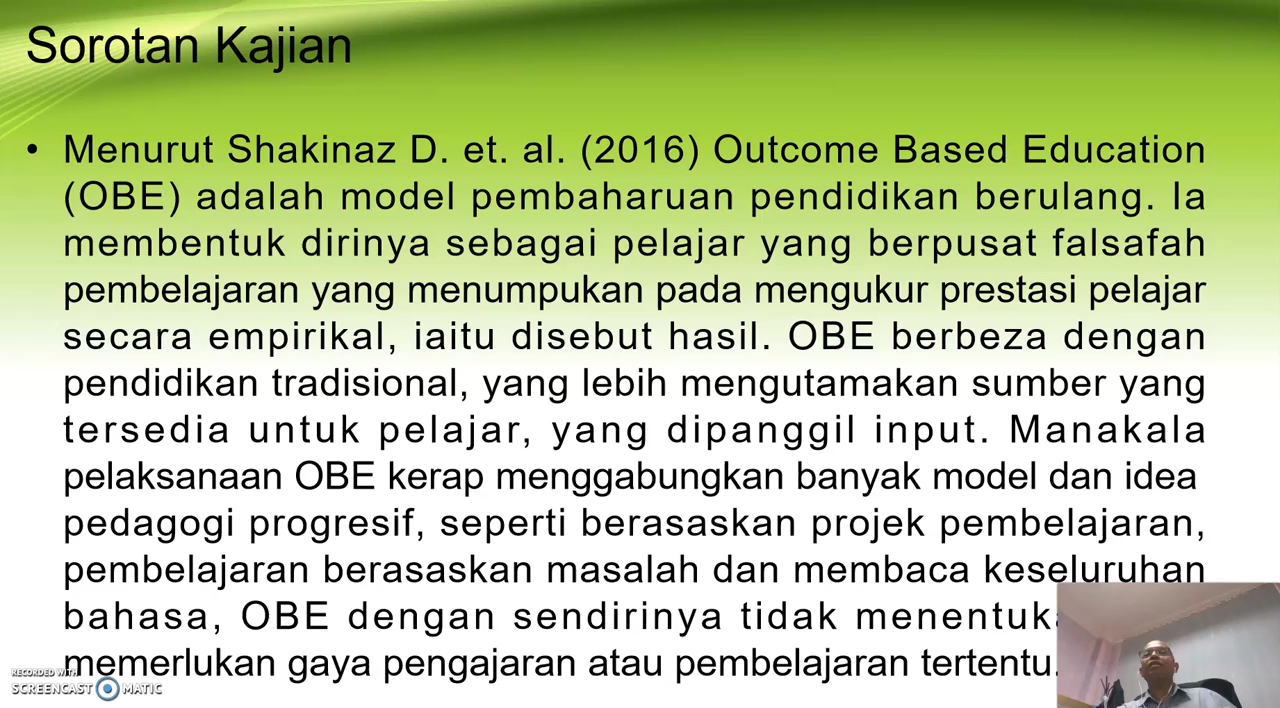 Sorotan Kajian
• Menurut Shakinaz D. et. al. (2016) Outcome Based Education
(OBE) adalah model pembaharuan pendidikan berulang. Ia
membentuk dirinya sebagai pelajar yang berpusat falsafah
pembelajaran yang menumpukan pada mengukur prestasi pelajar
secara empirikal, iaitu disebut hasil. OBE berbeza dengan
pendidikan tradisional, yang lebih mengutamakan sumber yang
tersedia untuk pelajar, yang dipanggil input. Manakala
pelaksanaan OBE kerap menggabungkan banyak model dan idea
pedagogi progresif, seperti berasaskan projek pembelajaran,
pembelajaran berasaskan masalah dan membaca keseluruhan
bahasa, OBE dengan sendirinya tidak
memerlukan gaya pengajaran atau pembelajaran tertentu.
RECORDED WITH
SCREENCAST MATIC